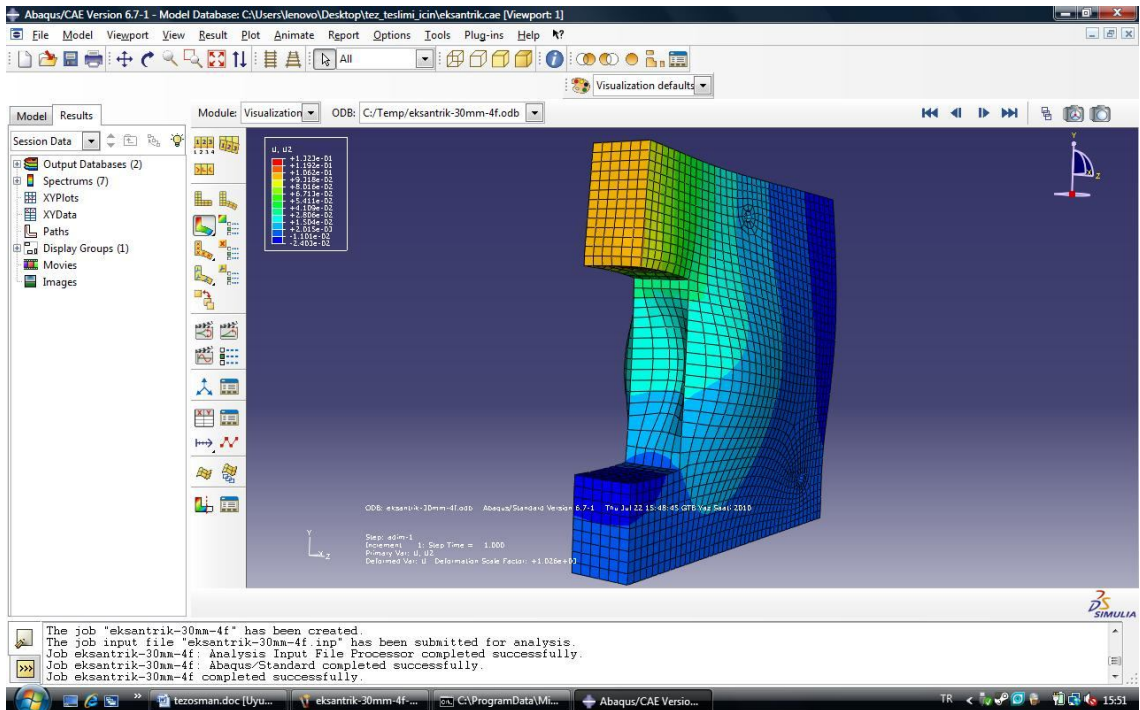 Abaqus/CAE Version 6.7-1 - Model Database: C:\Users\lenovo\Desktop\tez_teslimi_icin\eksantrik.cae [Viewport: 1]
File Model Viewport View Result Plot Animate Report Options Tools Plug-ins Help
All
Visualization defaults
Model Results
Module: Visualization ODB: C:/Temp/eksantrik-30mm-4f.odb
Session Data
Output Databases (2)
Spectrums (7)
XYPlots
XYData
Paths
Display Groups (1)
Movies
Images
U, U2
+1.323e-01
+1.192e-01
+1.062e-01
+9.318e-02
+8.016e-02
+6.713e-02
+5.411e-02
+4.109e-02
+2.806e-02
+1.504e-02
+2.015e-03
-1.101e-02
-2.403e-02
Y
Z
ODB: eksantrik-30mm-4f.odb Abaqus/Standard Version 6.7-1 Thu Jul 22 15:48:45 GTB Yaz Saati 2010
Y
X Z
Step: adim-1
Increment 1: Step Time = 1.000
Primary Var: U, U2
Deformed Var: U Deformation Scale Factor: +1.026e+03
SIMULIA
The job "eksantrik-30mm-4f" has been created.
The job input file "eksantrik-30mm-4f.inp" has been submitted for analysis.
Job eksantrik-30mm-4f: Analysis Input File Processor completed successfully.
Job eksantrik-30mm-4f: Abaqus/Standard completed successfully.
Job eksantrik-30mm-4f completed successfully.
tezosman.doc [Uyu... eksantrik-30mm-4f-... C:\ProgramData\Mi... Abaqus/CAE Versio... TR 15:51